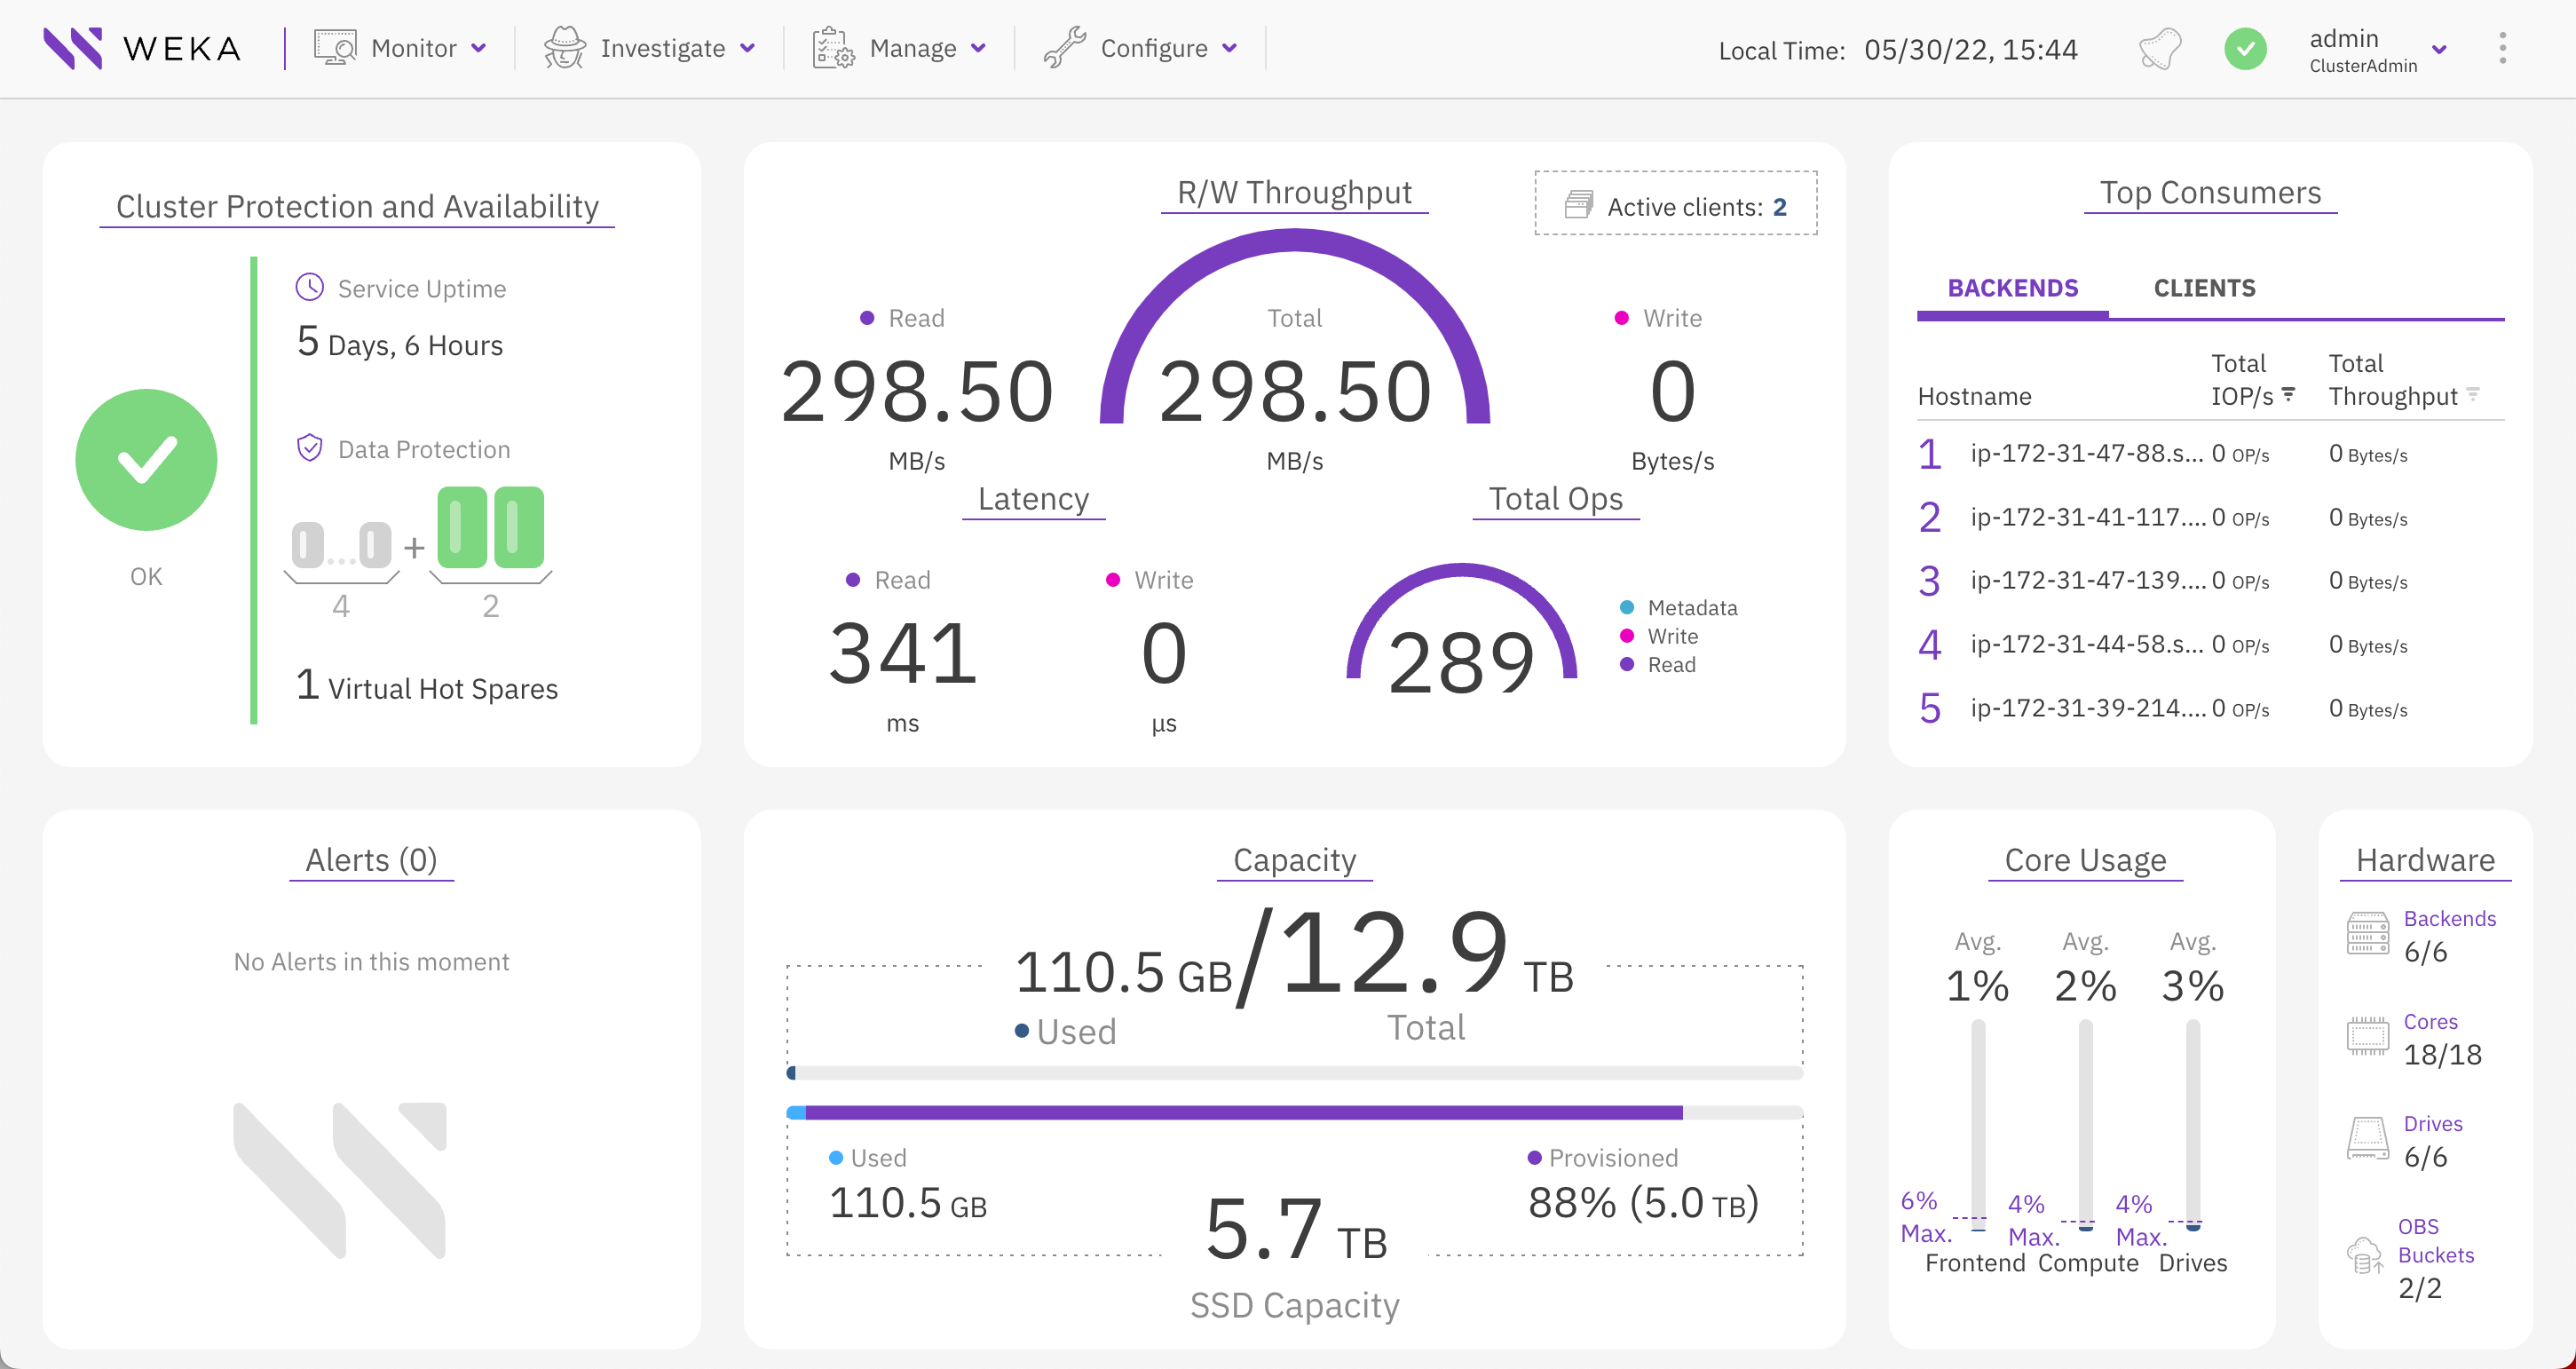 WEKA
Monitor
Investigate
Manage
Configure
Local Time: 05/30/22, 15:44
admin
ClusterAdmin
Cluster Protection and Availability
Service Uptime
5 Days, 6 Hours
Data Protection
+
4
2
1 Virtual Hot Spares
OK
R/W Throughput
Active clients: 2
Read
298.50
MB/s
Total
298.50
MB/s
Write
0
Bytes/s
Latency
Read
341
ms
Write
0
µs
Total Ops
289
Metadata
Write
Read
Top Consumers
BACKENDS CLIENTS
Hostname Total IOP/s Total Throughput
1 ip-172-31-47-88.s... 0 OP/s 0 Bytes/s
2 ip-172-31-41-117.... 0 OP/s 0 Bytes/s
3 ip-172-31-47-139.... 0 OP/s 0 Bytes/s
4 ip-172-31-44-58.s... 0 OP/s 0 Bytes/s
5 ip-172-31-39-214.... 0 OP/s 0 Bytes/s
Alerts (0)
No Alerts in this moment
Capacity
110.5 GB/12.9 TB
Used
Total
Used
110.5 GB
5.7 TB
SSD Capacity
Provisioned
88% (5.0 TB)
Core Usage
Avg. Avg. Avg.
1% 2% 3%
6% 4% 4%
Max. Max. Max.
Frontend Compute Drives
Hardware
Backends
6/6
Cores
18/18
Drives
6/6
OBS
Buckets
2/2